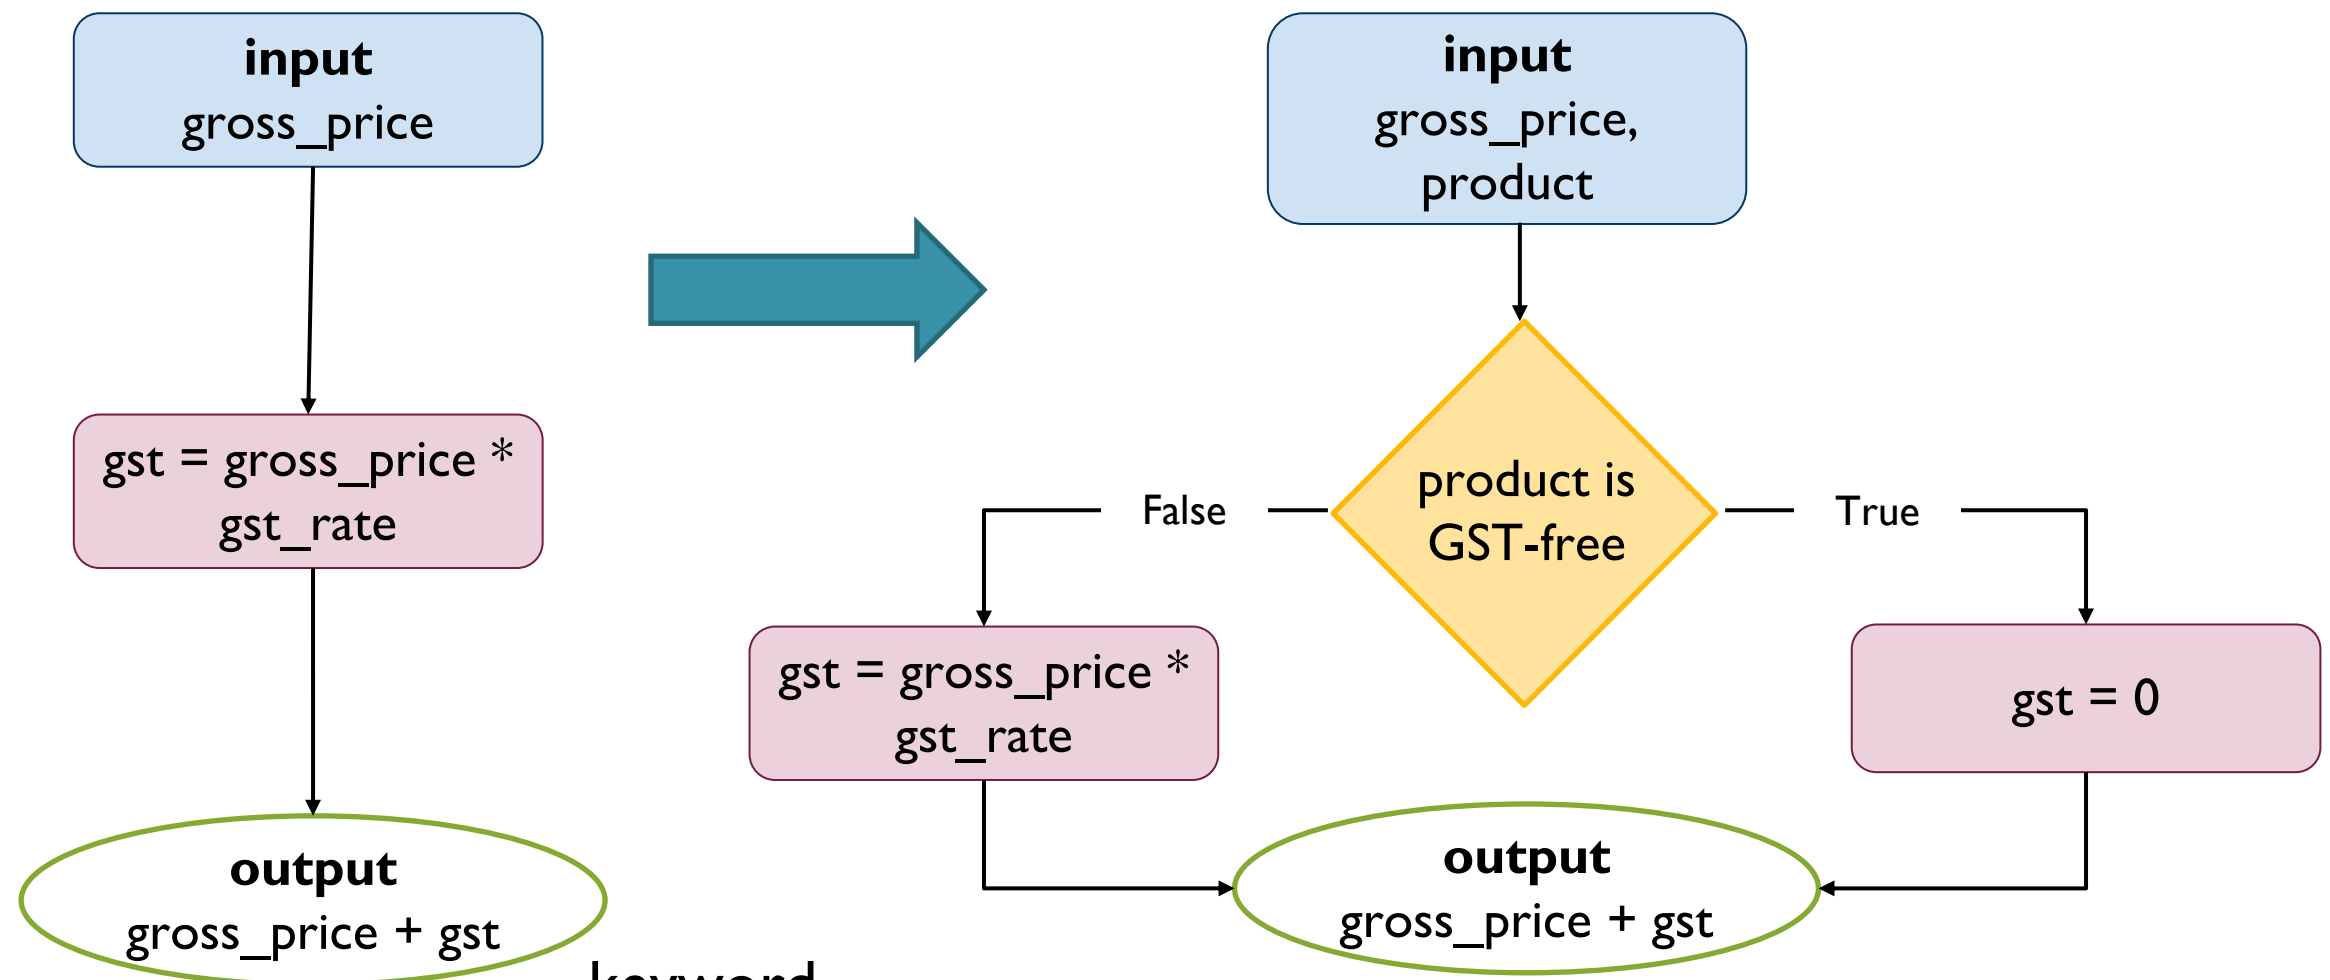 input
gross_price
gst = gross_price *
gst_rate
output
gross_price + gst
input
gross_price,
product
product is
GST-free
False
True
gst = gross_price *
gst_rate
gst = 0
output
gross_price + gst
keyword